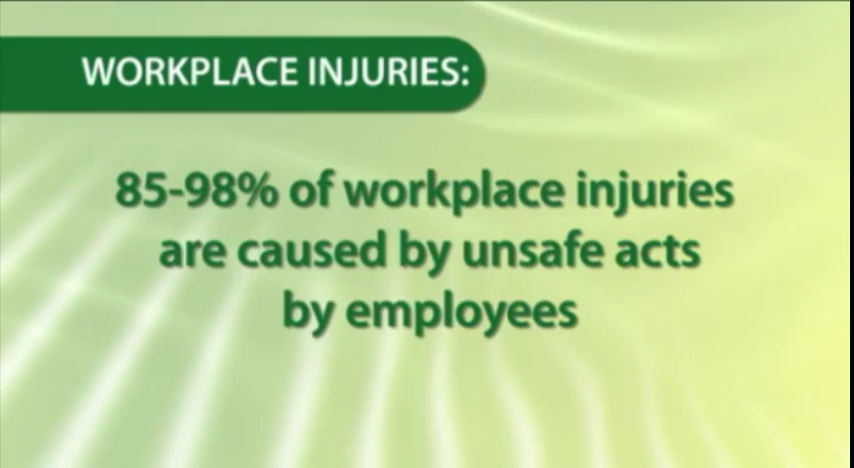 WORKPLACE INJURIES:
85-98% of workplace injuries
are caused by unsafe acts
by employees